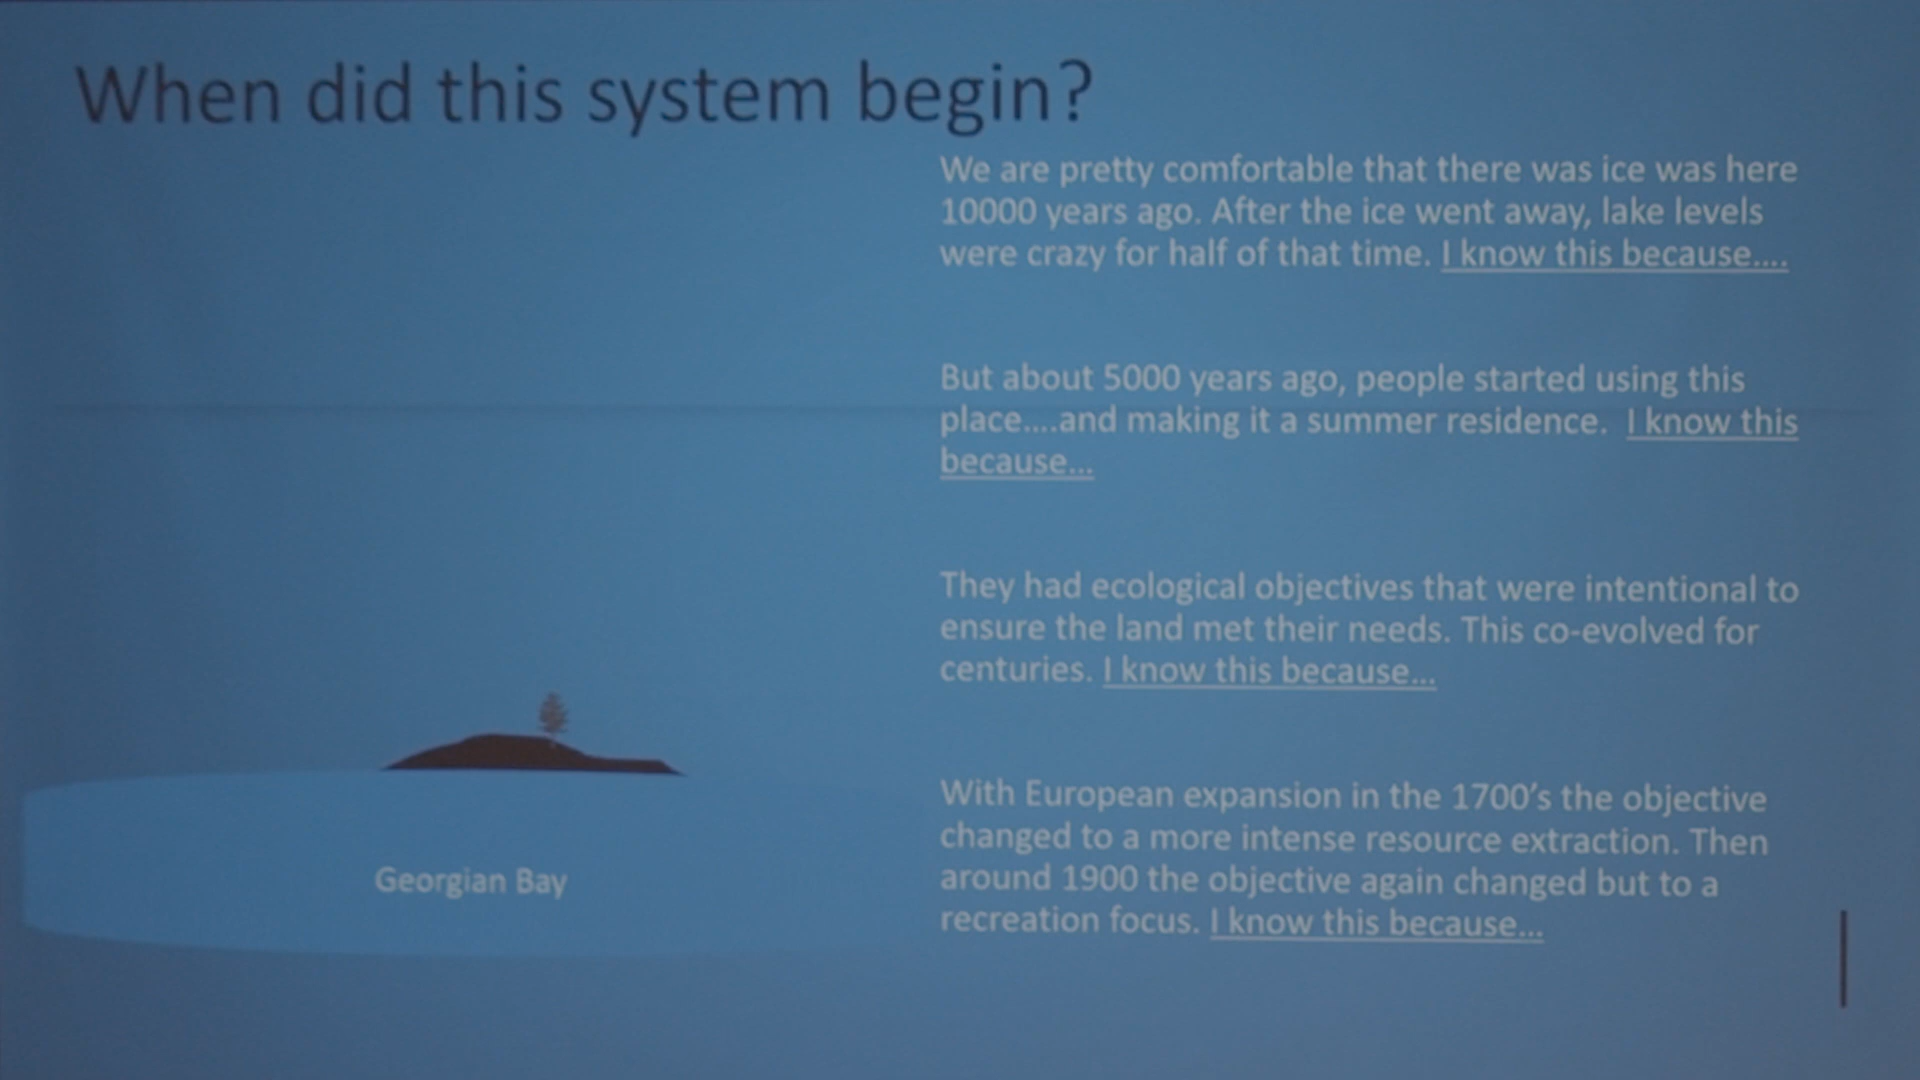 When did this system begin?
We are pretty comfortable that there was ice was here
10000 years ago. After the ice went away, lake levels
were crazy for half of that time. I know this because....
But about 5000 years ago, people started using this
place....and making it a summer residence. I know this
because...
They had ecological objectives that were intentional to
ensure the land met their needs. This co-evolved for
centuries. I know this because...
With European expansion in the 1700's the objective
changed to a more intense resource extraction. Then
around 1900 the objective again changed but to a
recreation focus. I know this because...
Georgian Bay